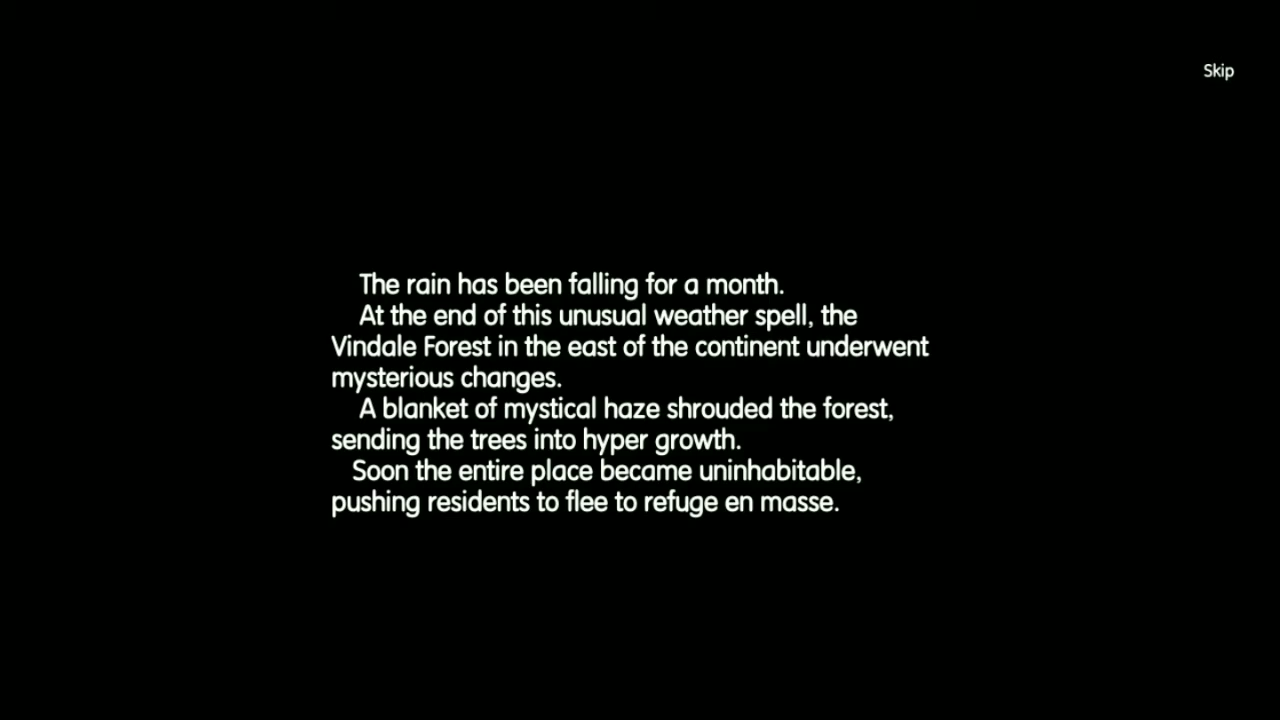 Skip
The rain has been falling for a month.
At the end of this unusual weather spell, the
Vindale Forest in the east of the continent underwent
mysterious changes.
A blanket of mystical haze shrouded the forest,
sending the trees into hyper growth.
Soon the entire place became uninhabitable,
pushing residents to flee to refuge en masse.